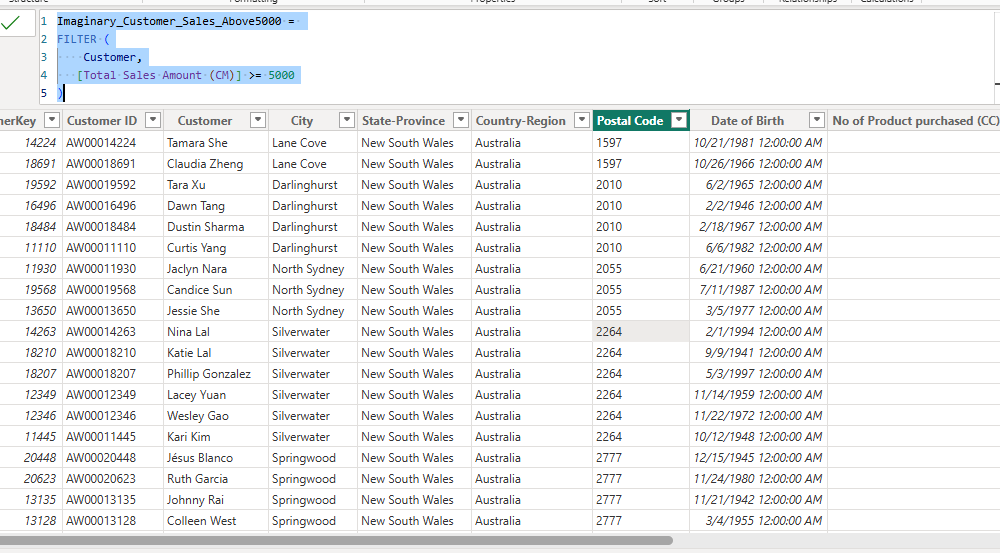 Structure Formatting Properties Sort Groups Relationships Calculations
1 Imaginary_Customer_Sales_Above5000 =
2 FILTER (
3 Customer,
4 [Total Sales Amount (CM)] >= 5000
5 )
merKey Customer ID Customer City State-Province Country-Region Postal Code Date of Birth No of Product purchased (CC)
14224 AW00014224 Tamara She Lane Cove New South Wales Australia 1597 10/21/1981 12:00:00 AM
18691 AW00018691 Claudia Zheng Lane Cove New South Wales Australia 1597 10/26/1966 12:00:00 AM
19592 AW00019592 Tara Xu Darlinghurst New South Wales Australia 2010 6/2/1965 12:00:00 AM
16496 AW00016496 Dawn Tang Darlinghurst New South Wales Australia 2010 2/2/1946 12:00:00 AM
18484 AW00018484 Dustin Sharma Darlinghurst New South Wales Australia 2010 2/18/1967 12:00:00 AM
11110 AW00011110 Curtis Yang Darlinghurst New South Wales Australia 2010 6/6/1982 12:00:00 AM
11930 AW00011930 Jaclyn Nara North Sydney New South Wales Australia 2055 6/21/1960 12:00:00 AM
19568 AW00019568 Candice Sun North Sydney New South Wales Australia 2055 7/11/1987 12:00:00 AM
13650 AW00013650 Jessie She North Sydney New South Wales Australia 2055 3/5/1977 12:00:00 AM
14263 AW00014263 Nina Lal Silverwater New South Wales Australia 2264 2/1/1994 12:00:00 AM
18210 AW00018210 Katie Lal Silverwater New South Wales Australia 2264 9/9/1941 12:00:00 AM
18207 AW00018207 Phillip Gonzalez Silverwater New South Wales Australia 2264 5/3/1997 12:00:00 AM
12349 AW00012349 Lacey Yuan Silverwater New South Wales Australia 2264 11/14/1959 12:00:00 AM
12346 AW00012346 Wesley Gao Silverwater New South Wales Australia 2264 11/22/1972 12:00:00 AM
11445 AW00011445 Kari Kim Silverwater New South Wales Australia 2264 10/12/1948 12:00:00 AM
20448 AW00020448 Jésus Blanco Springwood New South Wales Australia 2777 12/15/1945 12:00:00 AM
20623 AW00020623 Ruth Garcia Springwood New South Wales Australia 2777 11/24/1980 12:00:00 AM
13135 AW00013135 Johnny Rai Springwood New South Wales Australia 2777 11/21/1942 12:00:00 AM
13128 AW00013128 Colleen West Springwood New South Wales Australia 2777 3/4/1955 12:00:00 AM